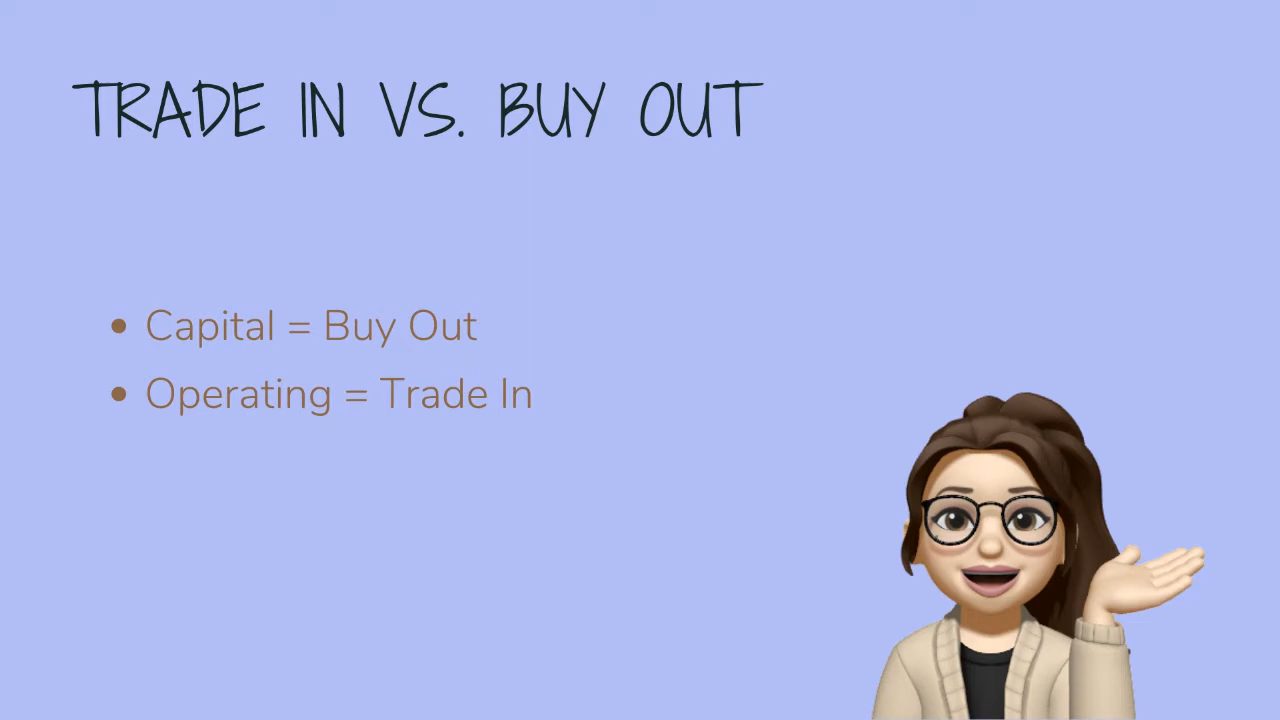 TRADE IN VS. BUY OUT
• Capital = Buy Out
• Operating = Trade In